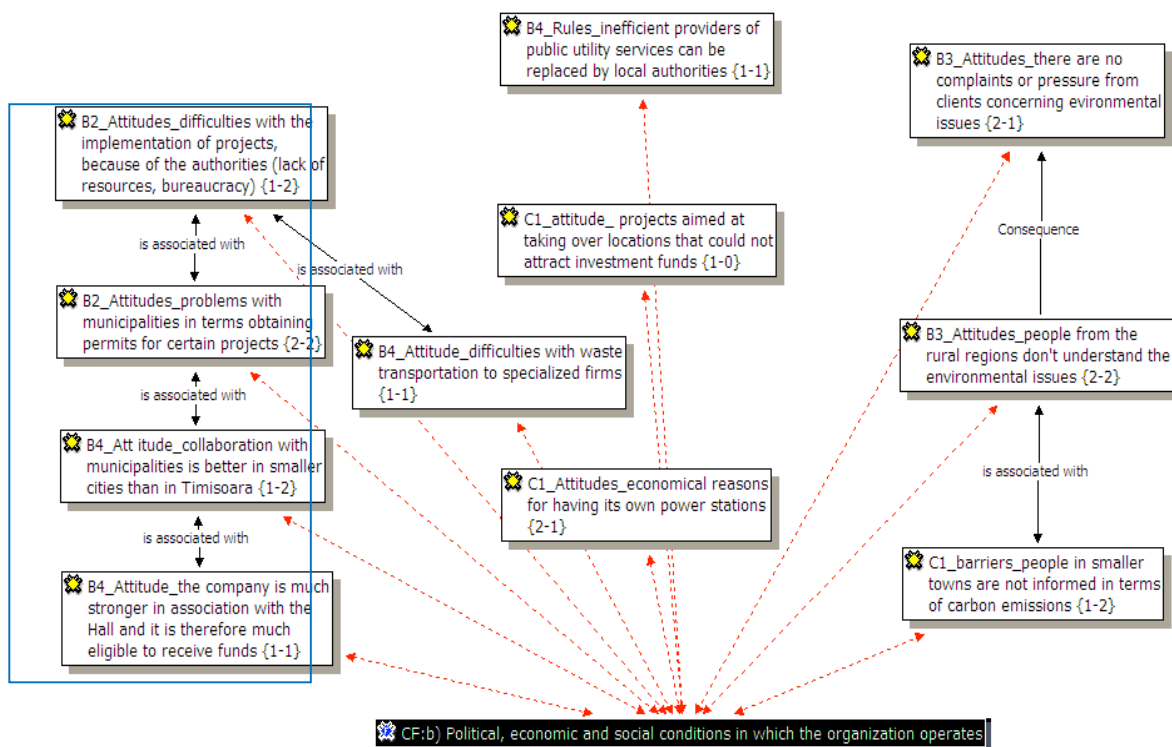 B4_Rules_inefficient providers of
public utility services can be
replaced by local authorities {1-1}
B3_Attitudes_there are no
complaints or pressure from
clients concerning evironmental
issues {2-1}
B2_Attitudes_difficulties with the
implementation of projects,
because of the authorities (lack of
resources, bureaucracy) {1-2}
C1_attitude_ projects aimed at
taking over locations that could not
attract investment funds {1-0}
is associated with
is associated with
Consequence
B2_Attitudes_problems with
municipalities in terms obtaining
permits for certain projects {2-2}
B4_Attitude_difficulties with waste
transportation to specialized firms
{1-1}
B3_Attitudes_people from the
rural regions don't understand the
environmental issues {2-2}
is associated with
B4_Att itude_collaboration with
municipalities is better in smaller
cities than in Timisoara {1-2}
C1_Attitudes_economical reasons
for having its own power stations
{2-1}
is associated with
is associated with
B4_Attitude_the company is much
stronger in association with the
Hall and it is therefore much
eligible to receive funds {1-1}
C1_barriers_people in smaller
towns are not informed in terms
of carbon emissions {1-2}
CF:b) Political, economic and social conditions in which the organization operates